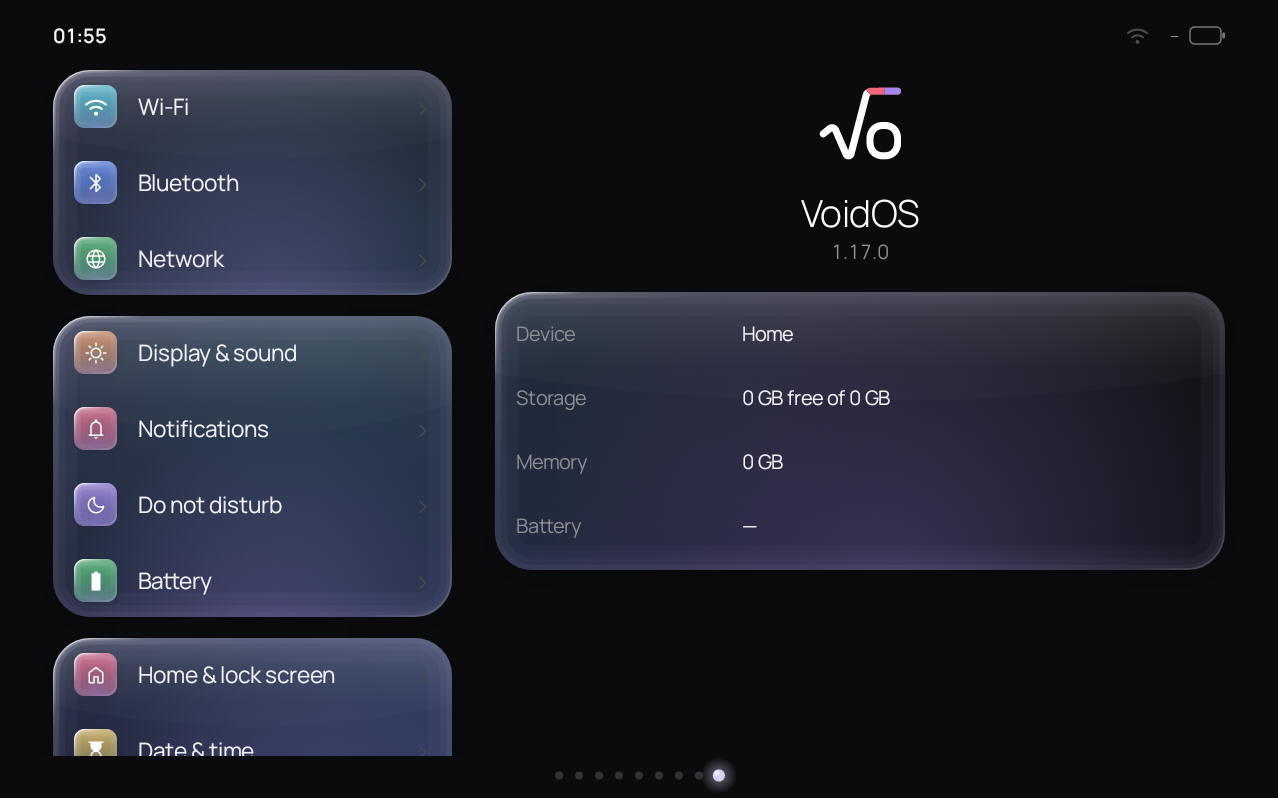 01:55
–
Wi-Fi
Bluetooth
Network
Display & sound
Notifications
Do not disturb
Battery
Home & lock screen
Date & time
VoidOS
1.17.0
Device Home
Storage 0 GB free of 0 GB
Memory 0 GB
Battery —